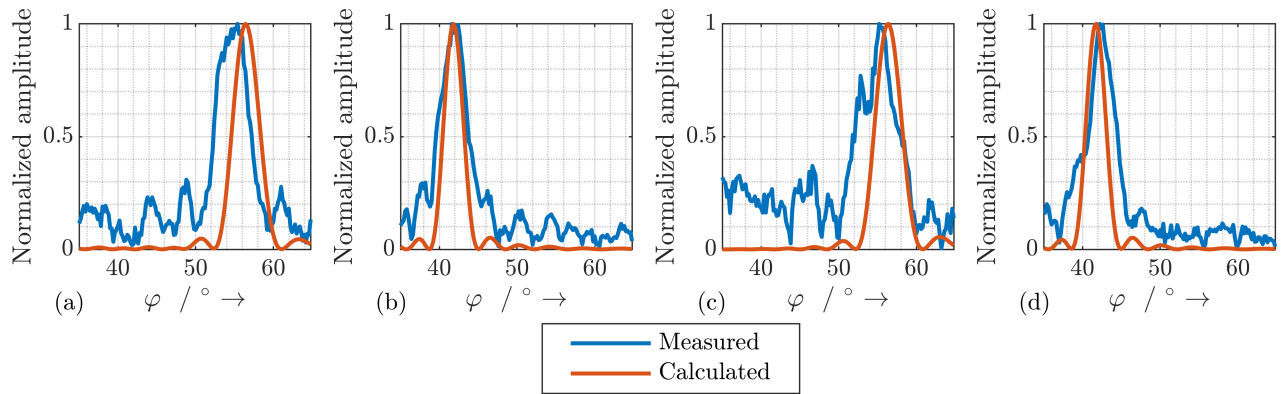 Normalized amplitude
1
0.5
0
40 50 60
(a) φ / ° →
Normalized amplitude
1
0.5
0
40 50 60
(b) φ / ° →
Normalized amplitude
1
0.5
0
40 50 60
(c) φ / ° →
Normalized amplitude
1
0.5
0
40 50 60
(d) φ / ° →
Measured
Calculated